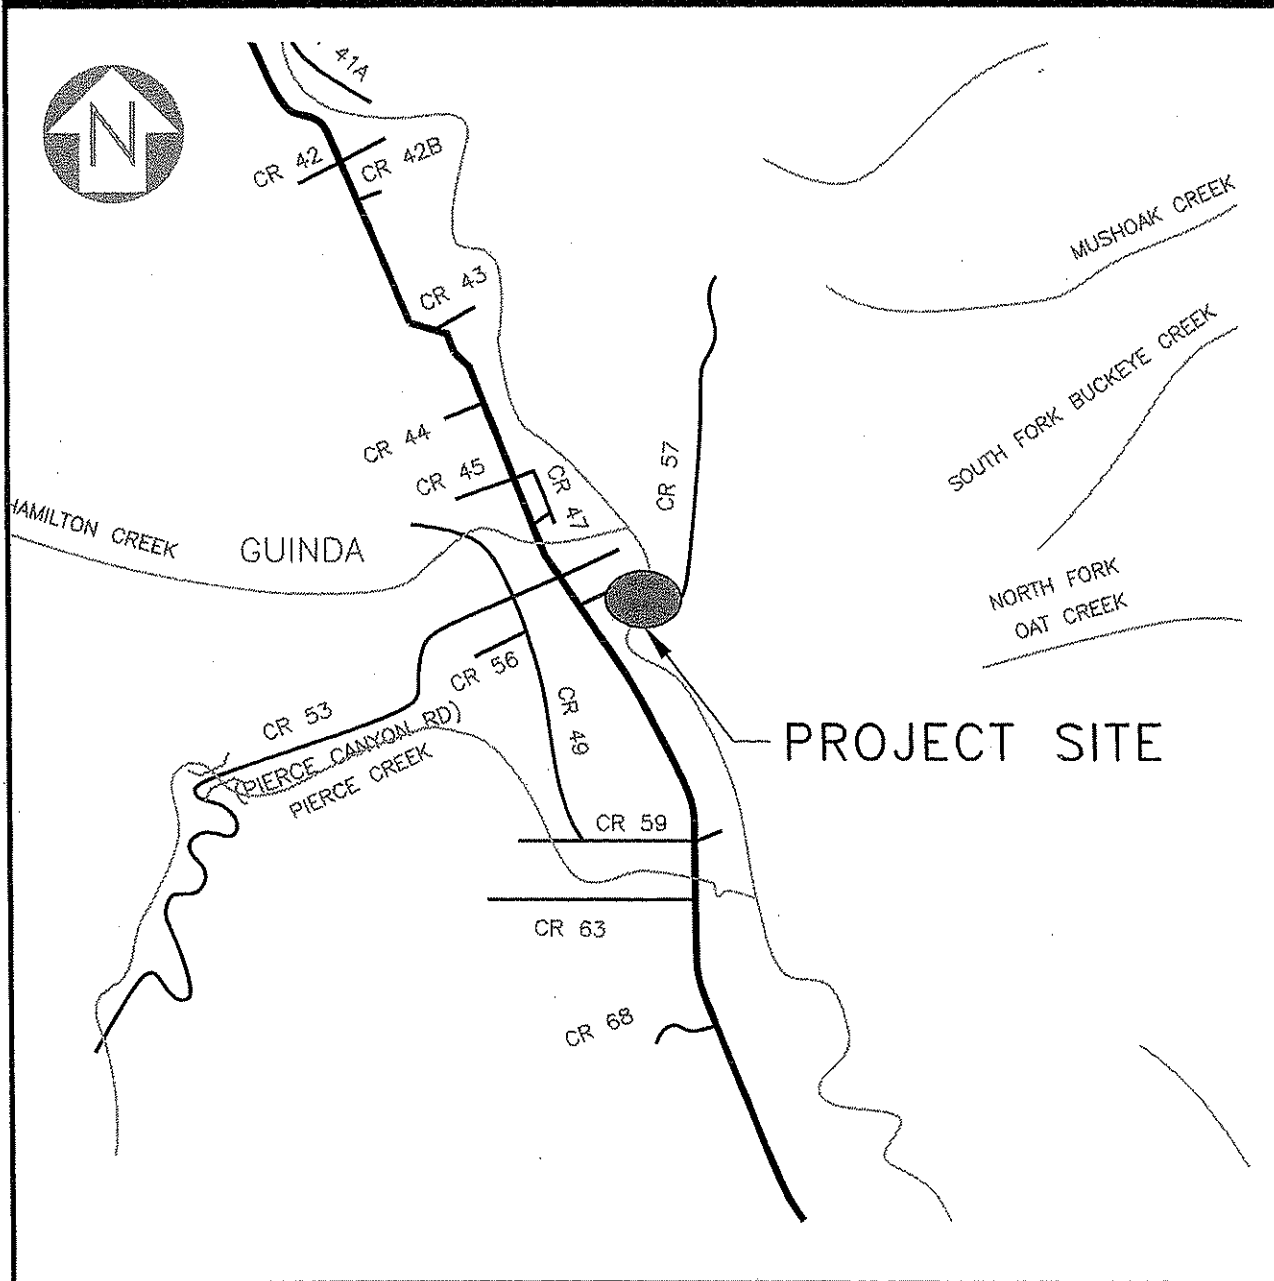 41A
N
CR 42
CR 42B
MUSHOAK CREEK
CR 43
SOUTH FORK BUCKEYE CREEK
CR 44
CR 45
CR 47
CR 57
HAMILTON CREEK
GUINDA
NORTH FORK
OAT CREEK
CR 56
CR 53
(PIERCE CANYON RD)
PIERCE CREEK
CR 49
PROJECT SITE
CR 59
CR 63
CR 68